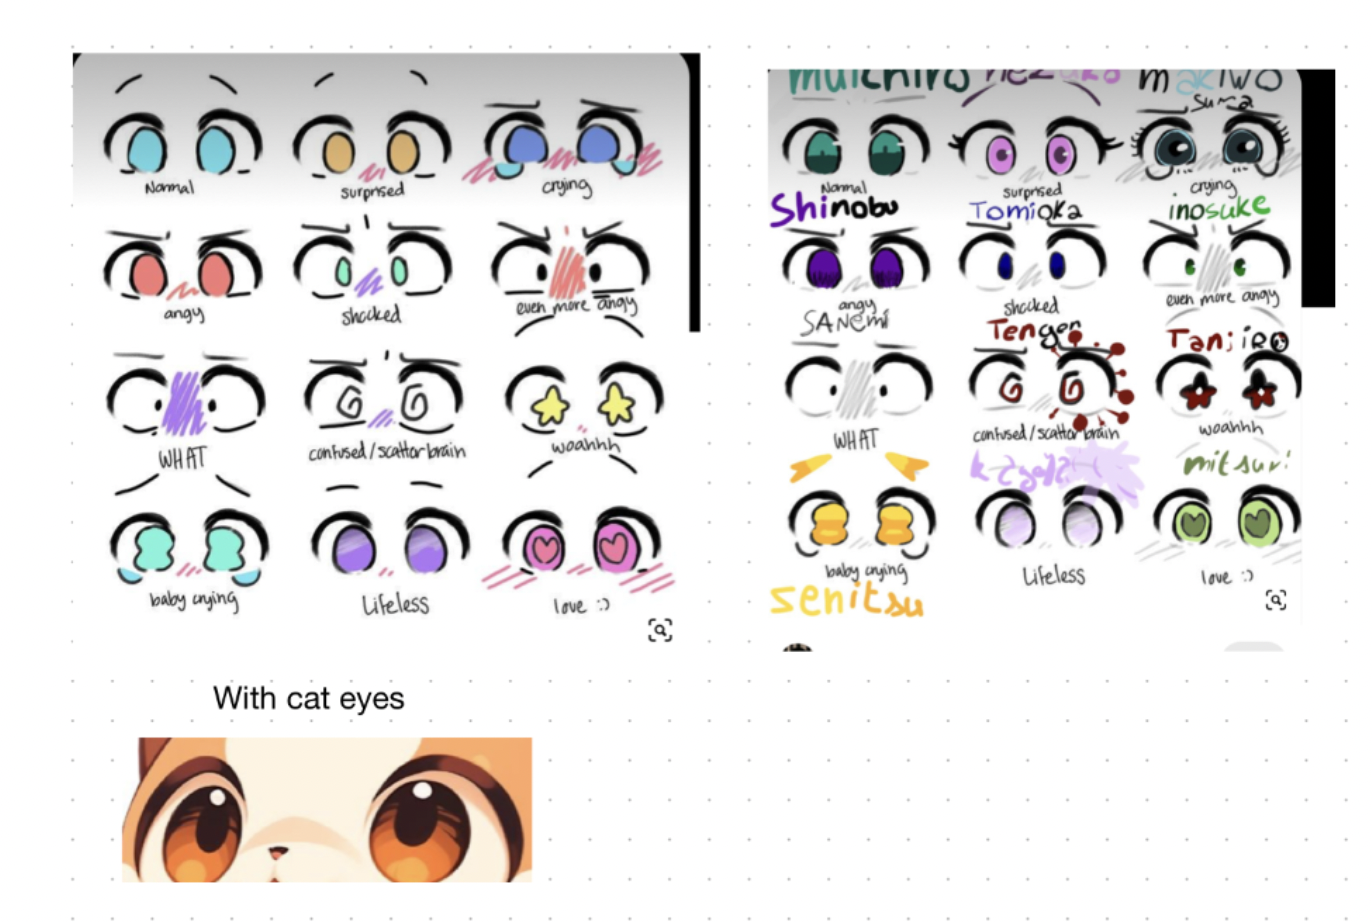 Normal
surprised
crying
angy
shocked
even more angy
WHAT
confused/scatter brain
woahhh
baby crying
Lifeless
love :)
muichiro nezuko makiwo
suma
Normal
surprised
crying
Shinobu
Tomioka
inosuke
angy
shocked
even more angy
SANemi
Tengen
Tanjiro
WHAT
confused/scatter brain
woahhh
mitsuri
baby crying
Lifeless
love :)
senitsu
With cat eyes